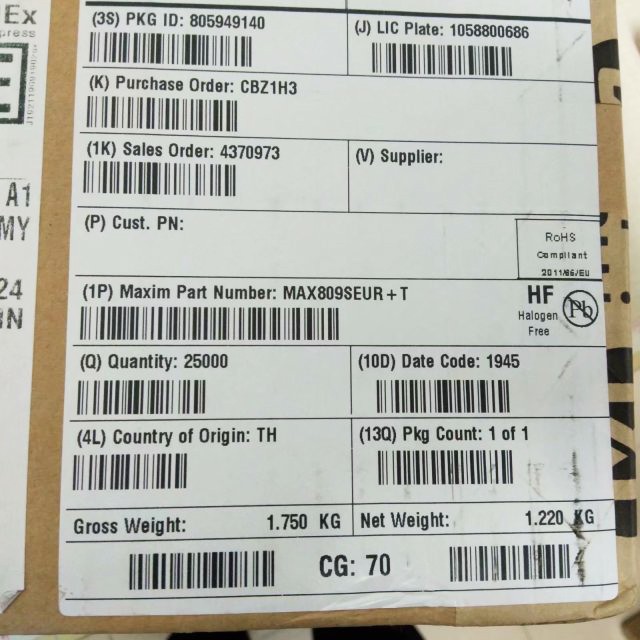 Ex
press
A1
MY
24
(3S) PKG ID: 805949140
(J) LIC Plate: 1058800686
(K) Purchase Order: CBZ1H3
(1K) Sales Order: 4370973
(V) Supplier:
(P) Cust. PN:
RoHS
Compliant
2011/65/EU
(1P) Maxim Part Number: MAX809SEUR+T
HF
Halogen
Free
Pb
(Q) Quantity: 25000
(10D) Date Code: 1945
(4L) Country of Origin: TH
(13Q) Pkg Count: 1 of 1
Gross Weight: 1.750 KG
Net Weight: 1.220 KG
CG: 70